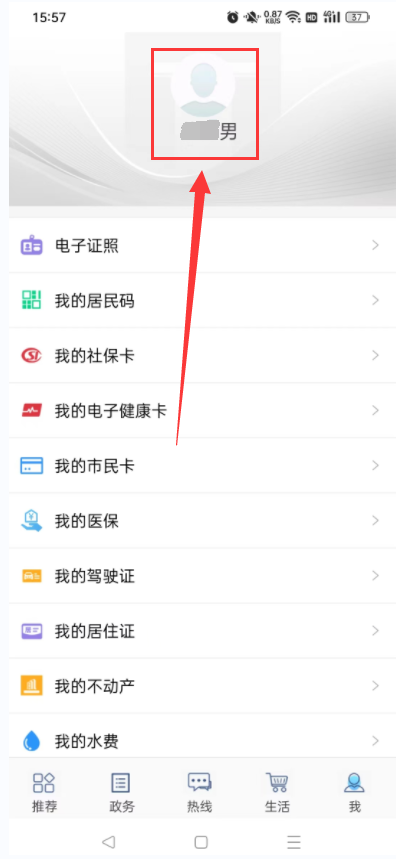 15:57
0.87
KB/S
HD
4G
37
男
电子证照
我的居民码
我的社保卡
我的电子健康卡
我的市民卡
我的医保
我的驾驶证
我的居住证
我的不动产
我的水费
推荐
政务
热线
生活
我